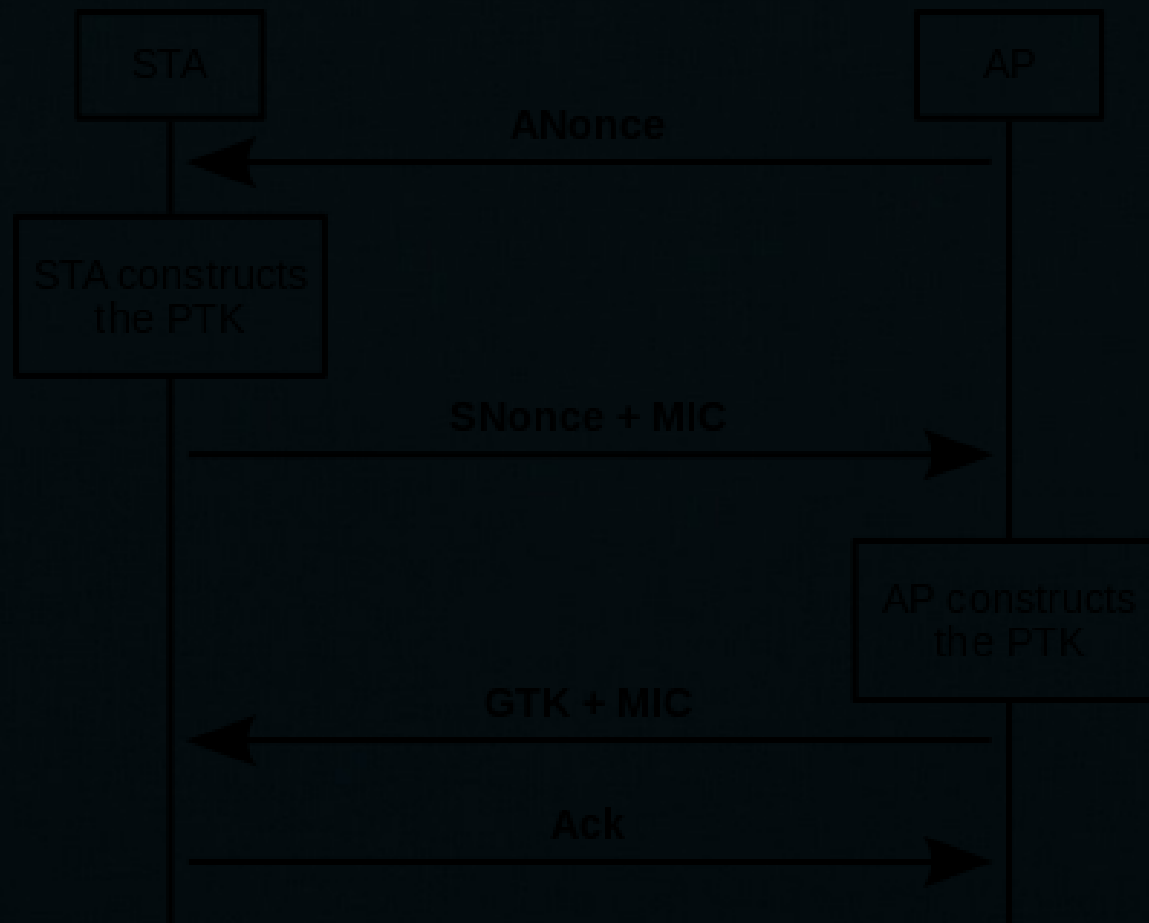 STA
AP
ANonce
STA constructs
the PTK
SNonce + MIC
AP constructs
the PTK
GTK + MIC
Ack